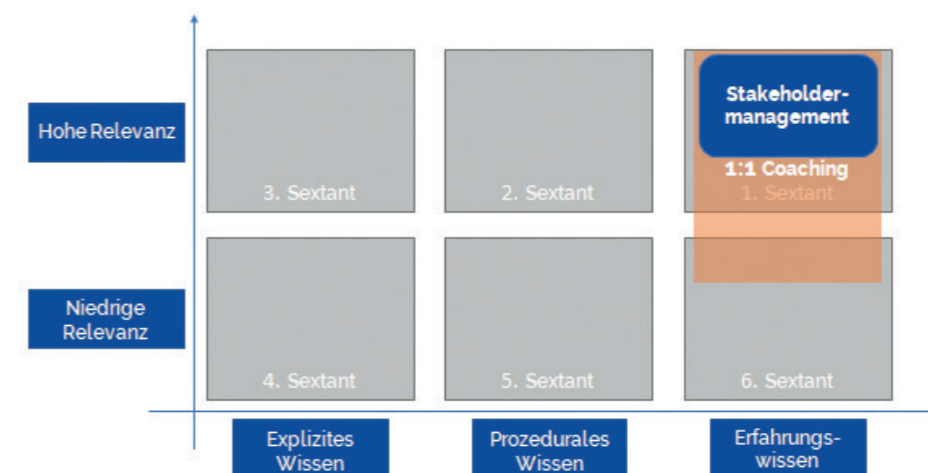 Hohe Relevanz
3. Sextant
2. Sextant
Stakeholder-
management
1:1 Coaching
1. Sextant
Niedrige
Relevanz
4. Sextant
5. Sextant
6. Sextant
Explizites
Wissen
Prozedurales
Wissen
Erfahrungs-
wissen